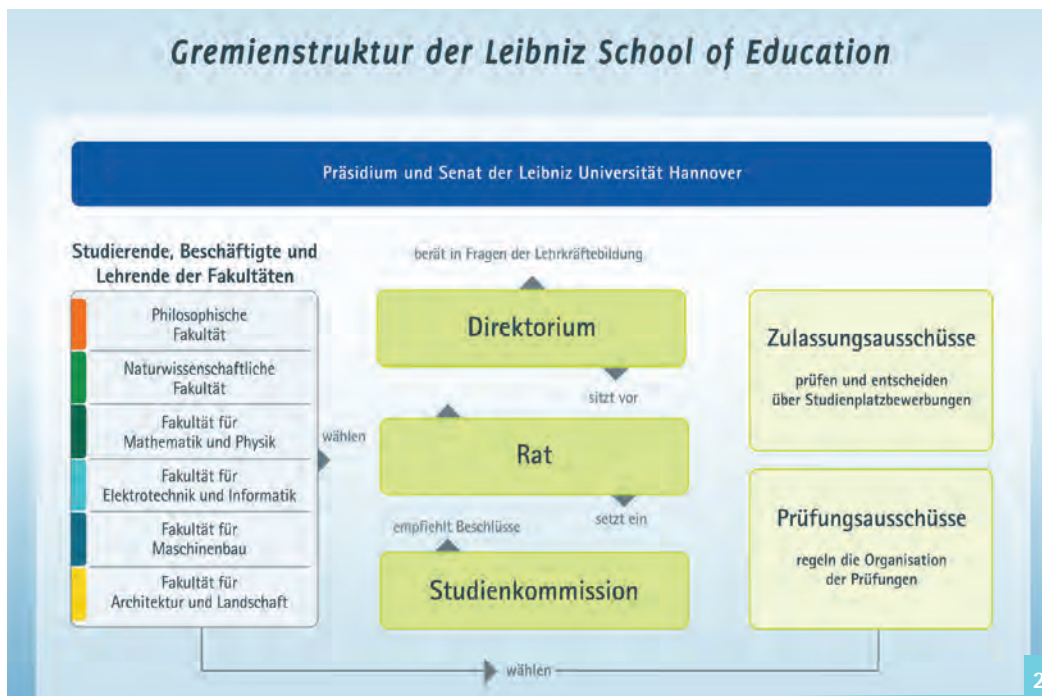 Gremienstruktur der Leibniz School of Education
Präsidium und Senat der Leibniz Universität Hannover
Studierende, Beschäftigte und
Lehrende der Fakultäten
Philosophische
Fakultät
Naturwissenschaftliche
Fakultät
Fakultät für
Mathematik und Physik
Fakultät für
Elektrotechnik und Informatik
Fakultät für
Maschinenbau
Fakultät für
Architektur und Landschaft
wählen
berät in Fragen der Lehrkräftebildung
Direktorium
sitzt vor
Rat
setzt ein
empfiehlt Beschlüsse
Studienkommission
Zulassungsausschüsse
prüfen und entscheiden
über Studienplatzbewerbungen
Prüfungsausschüsse
regeln die Organisation
der Prüfungen
wählen
2